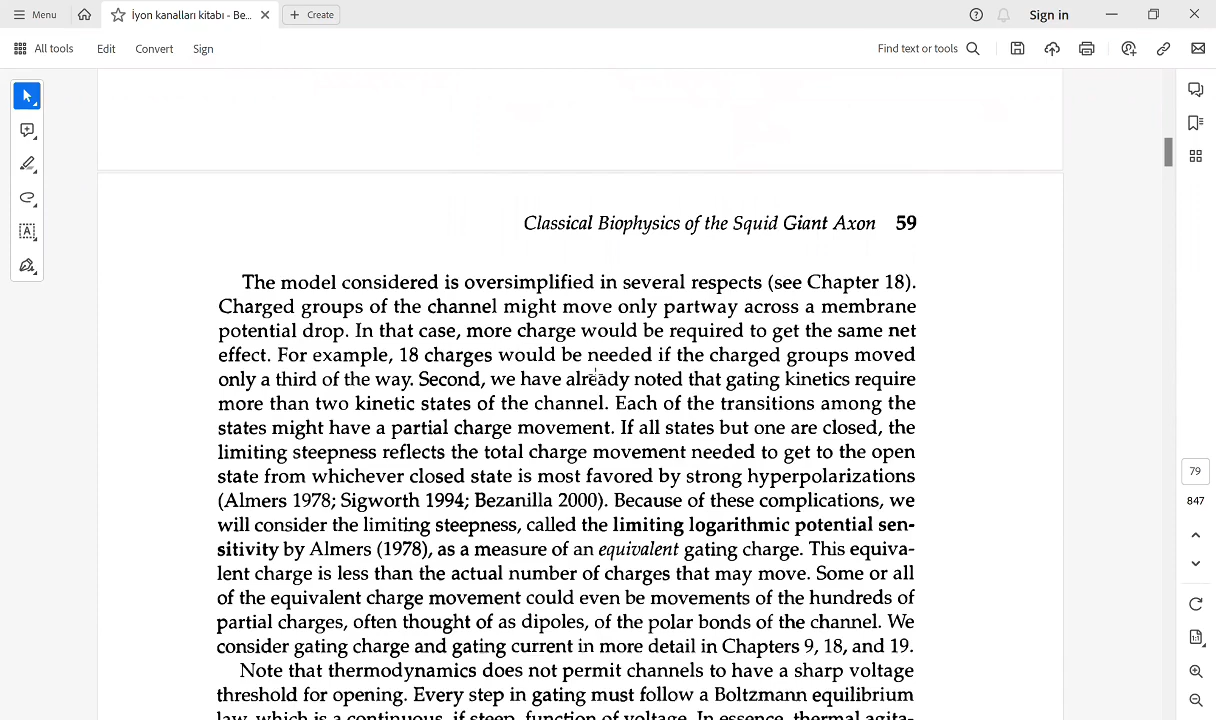 Menu
İyon kanalları kitabı - Be...
Create
Sign in
All tools
Edit
Convert
Sign
Find text or tools
Classical Biophysics of the Squid Giant Axon 59
The model considered is oversimplified in several respects (see Chapter 18).
Charged groups of the channel might move only partway across a membrane
potential drop. In that case, more charge would be required to get the same net
effect. For example, 18 charges would be needed if the charged groups moved
only a third of the way. Second, we have already noted that gating kinetics require
more than two kinetic states of the channel. Each of the transitions among the
states might have a partial charge movement. If all states but one are closed, the
limiting steepness reflects the total charge movement needed to get to the open
state from whichever closed state is most favored by strong hyperpolarizations
(Almers 1978; Sigworth 1994; Bezanilla 2000). Because of these complications, we
will consider the limiting steepness, called the limiting logarithmic potential sen-
sitivity by Almers (1978), as a measure of an equivalent gating charge. This equiva-
lent charge is less than the actual number of charges that may move. Some or all
of the equivalent charge movement could even be movements of the hundreds of
partial charges, often thought of as dipoles, of the polar bonds of the channel. We
consider gating charge and gating current in more detail in Chapters 9, 18, and 19.
Note that thermodynamics does not permit channels to have a sharp voltage
threshold for opening. Every step in gating must follow a Boltzmann equilibrium
law, which is a continuous, if steep, function of voltage. In essence, thermal agita-
79
847